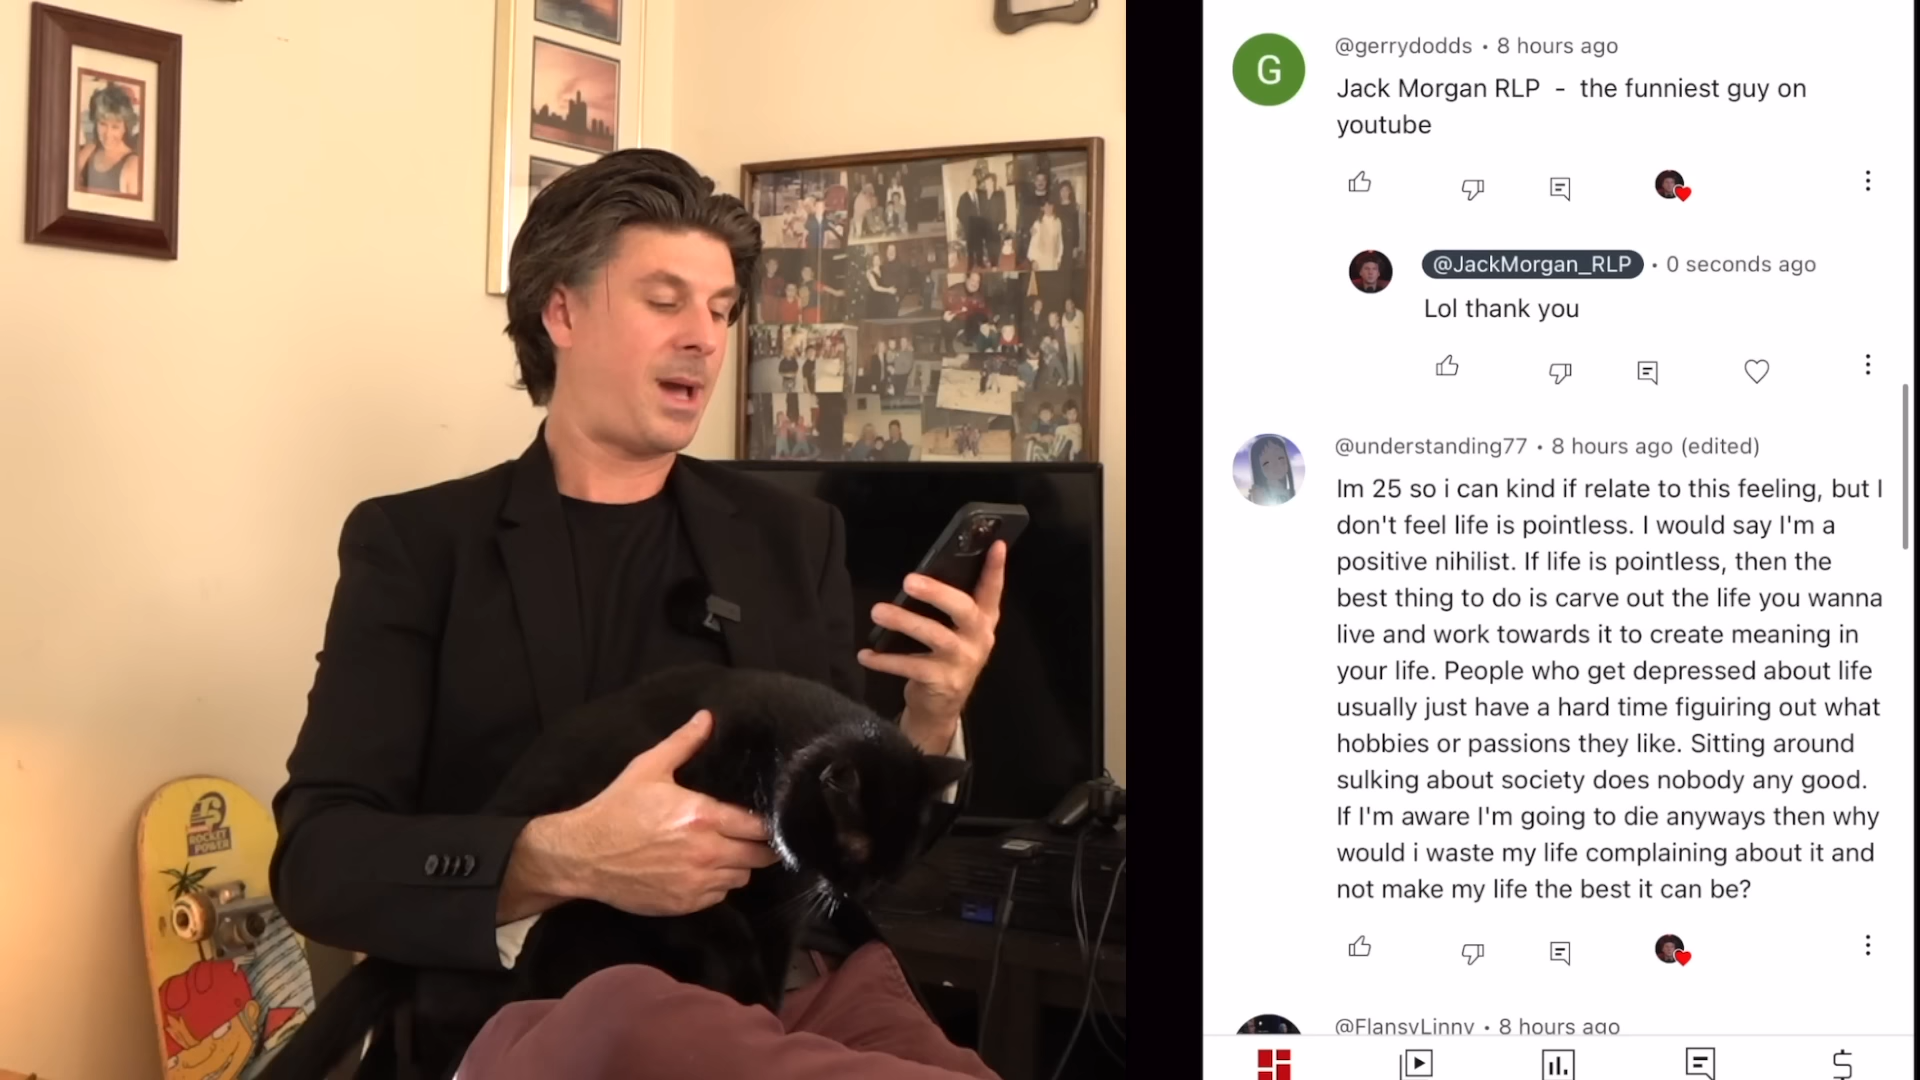 @gerrydodds • 8 hours ago
G
Jack Morgan RLP - the funniest guy on
youtube
@JackMorgan_RLP • 0 seconds ago
Lol thank you
@understanding77 • 8 hours ago (edited)
Im 25 so i can kind if relate to this feeling, but I
don't feel life is pointless. I would say I'm a
positive nihilist. If life is pointless, then the
best thing to do is carve out the life you wanna
live and work towards it to create meaning in
your life. People who get depressed about life
usually just have a hard time figuiring out what
hobbies or passions they like. Sitting around
sulking about society does nobody any good.
If I'm aware I'm going to die anyways then why
would i waste my life complaining about it and
not make my life the best it can be?
@FlansyLinny • 8 hours ago
ROCKET
POWER